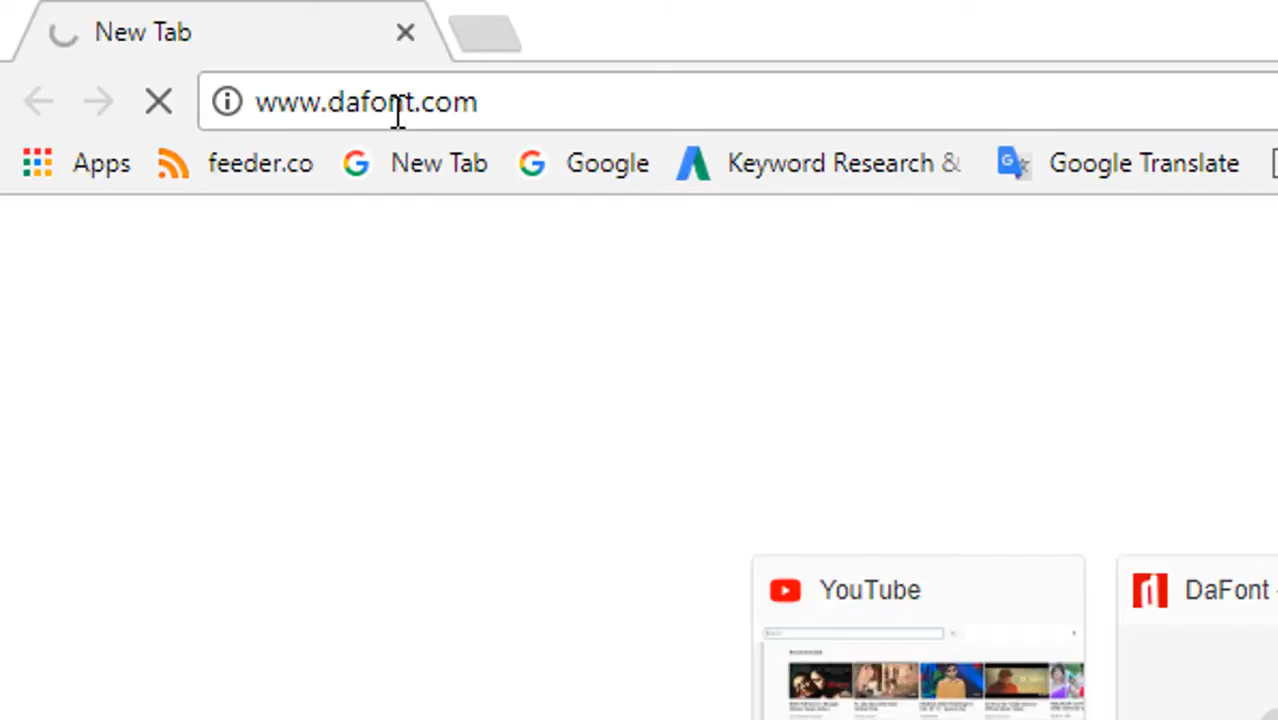 New Tab
www.dafont.com
Apps feeder.co New Tab Google Keyword Research & Google Translate
YouTube DaFont -